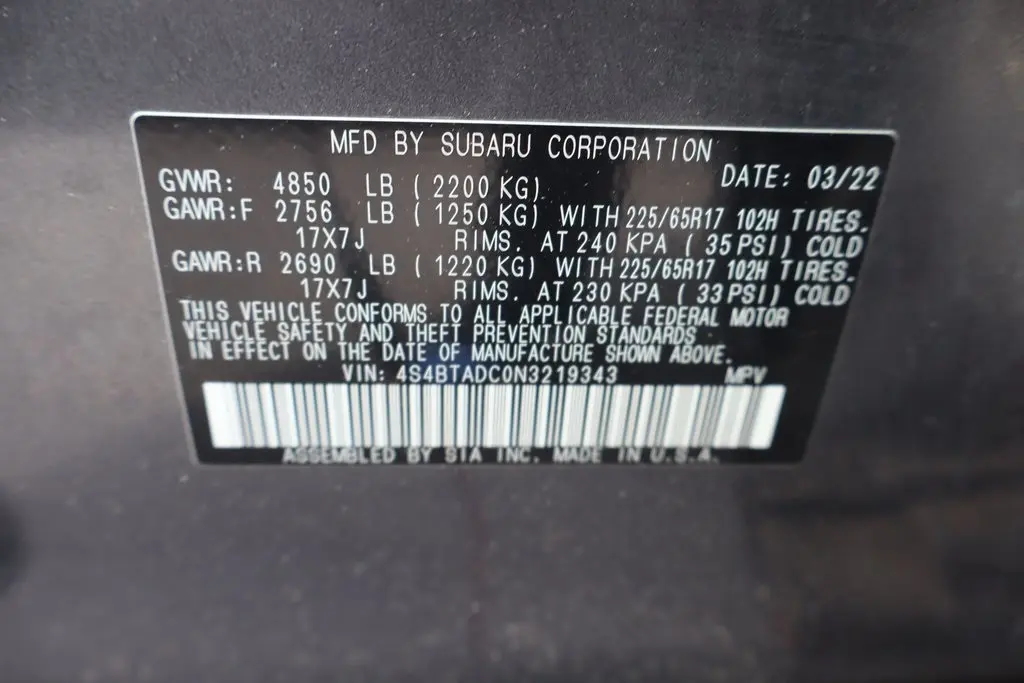 MFD BY SUBARU CORPORATION
GVWR: 4850 LB (2200 KG) DATE: 03/22
GAWR:F 2756 LB (1250 KG) WITH 225/65R17 102H TIRES.
17X7J RIMS. AT 240 KPA (35 PSI) COLD
GAWR:R 2690 LB (1220 KG) WITH 225/65R17 102H TIRES.
17X7J RIMS. AT 230 KPA (33 PSI) COLD
THIS VEHICLE CONFORMS TO ALL APPLICABLE FEDERAL MOTOR
VEHICLE SAFETY AND THEFT PREVENTION STANDARDS
IN EFFECT ON THE DATE OF MANUFACTURE SHOWN ABOVE.
VIN: 4S4BTADC0N3219343 MPV
ASSEMBLED BY SIA INC. MADE IN U.S.A.